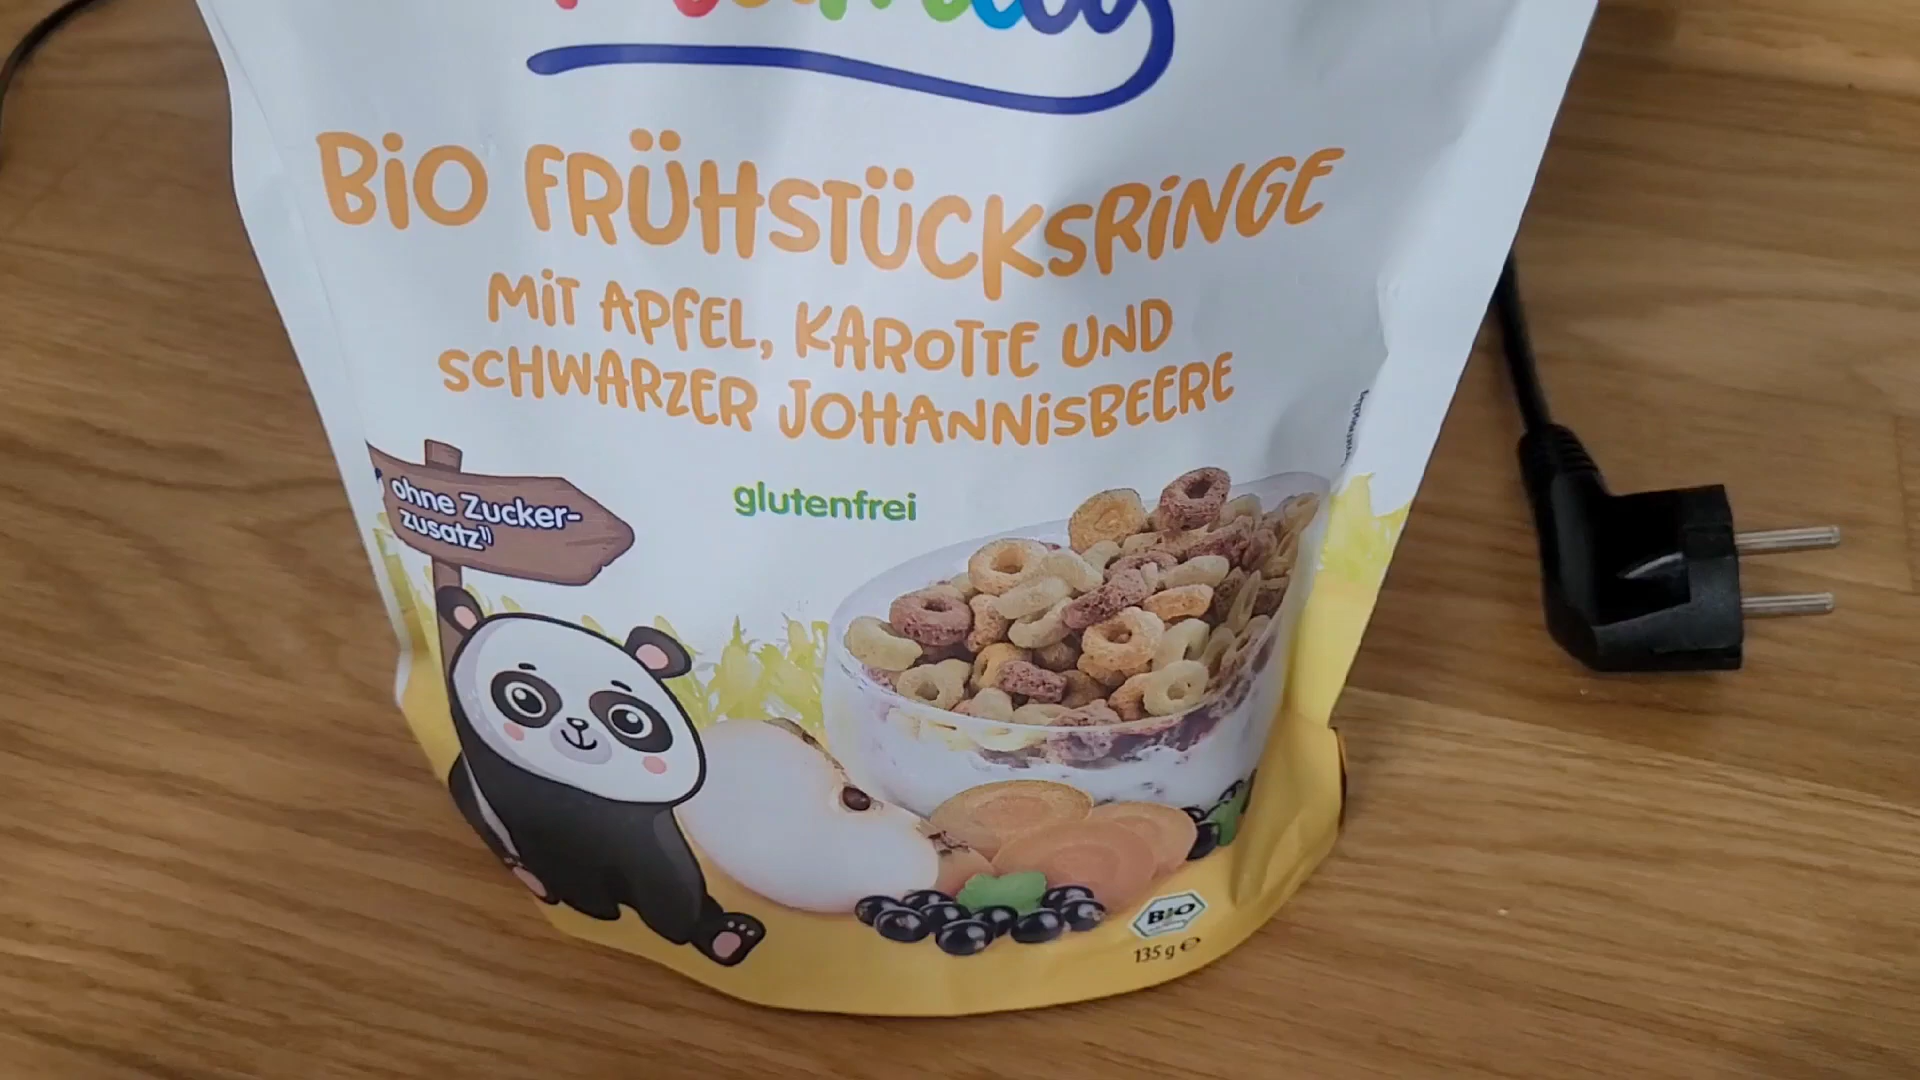 BiO FRÜHSTÜCKSRiNGE
MiT APFEL, KAROTTE UND
SCHWARZER JOHANNiSBEERE
glutenfrei
ohne Zucker-
zusatz¹⁾
BIO
135 g ℮